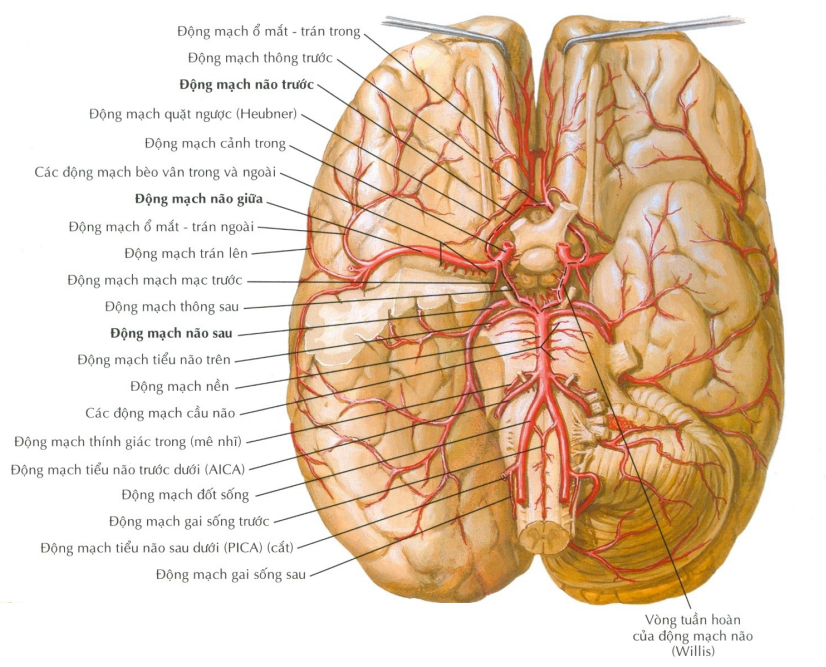 Động mạch ổ mắt - trán trong
Động mạch thông trước
Động mạch não trước
Động mạch quặt ngược (Heubner)
Động mạch cảnh trong
Các động mạch bèo vân trong và ngoài
Động mạch não giữa
Động mạch ổ mắt - trán ngoài
Động mạch trán lên
Động mạch mạch mạc trước
Động mạch thông sau
Động mạch não sau
Động mạch tiểu não trên
Động mạch nền
Các động mạch cầu não
Động mạch thính giác trong (mê nhĩ)
Động mạch tiểu não trước dưới (AICA)
Động mạch đốt sống
Động mạch gai sống trước
Động mạch tiểu não sau dưới (PICA) (cắt)
Động mạch gai sống sau
Vòng tuần hoàn
của động mạch não
(Willis)